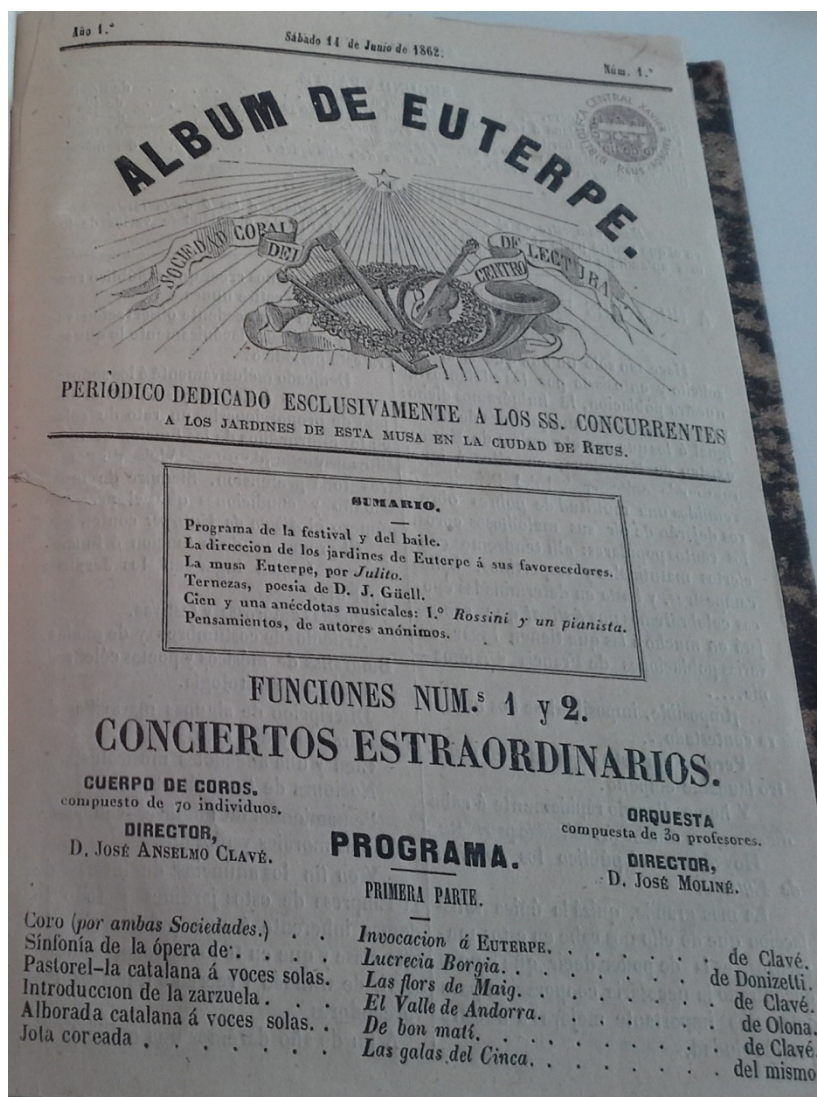 Año 1.º
Sábado 14 de Junio de 1862.
Núm. 1.º
ALBUM DE EUTERPE.
SOCIEDAD CORAL DEL CENTRO DE LECTURA
PERIÓDICO DEDICADO ESCLUSIVAMENTE A LOS SS. CONCURRENTES
A LOS JARDINES DE ESTA MUSA EN LA CIUDAD DE REUS.
SUMARIO.
Programa de la festival y del baile.
La direccion de los jardines de Euterpe á sus favorecedores.
La musa Euterpe, por Julito.
Ternezas, poesia de D. J. Güell.
Cien y una anécdotas musicales: 1.º Rossini y un pianista.
Pensamientos, de autores anónimos.
FUNCIONES NUM.s 1 y 2.
CONCIERTOS ESTRAORDINARIOS.
CUERPO DE COROS.
compuesto de 70 individuos.
DIRECTOR,
D. JOSÉ ANSELMO CLAVÉ.
ORQUESTA
compuesta de 30 profesores.
DIRECTOR,
D. JOSÉ MOLINÉ.
PROGRAMA.
PRIMERA PARTE.
Coro (por ambas Sociedades.) . . Invocacion á EUTERPE. . . . . . . de Clavé.
Sinfonía de la ópera de . . . . Lucrecia Borgia. . . . . . . de Donizetti.
Pastorel-la catalana á voces solas. Las flors de Maig. . . . . . . de Clavé.
Introduccion de la zarzuela . . . . El Valle de Andorra. . . . . . . de Olona.
Alborada catalana á voces solas. . . De bon matí. . . . . . . . de Clavé.
Jota coreada . . . . . . . Las galas del Cinca. . . . . . . . del mismo